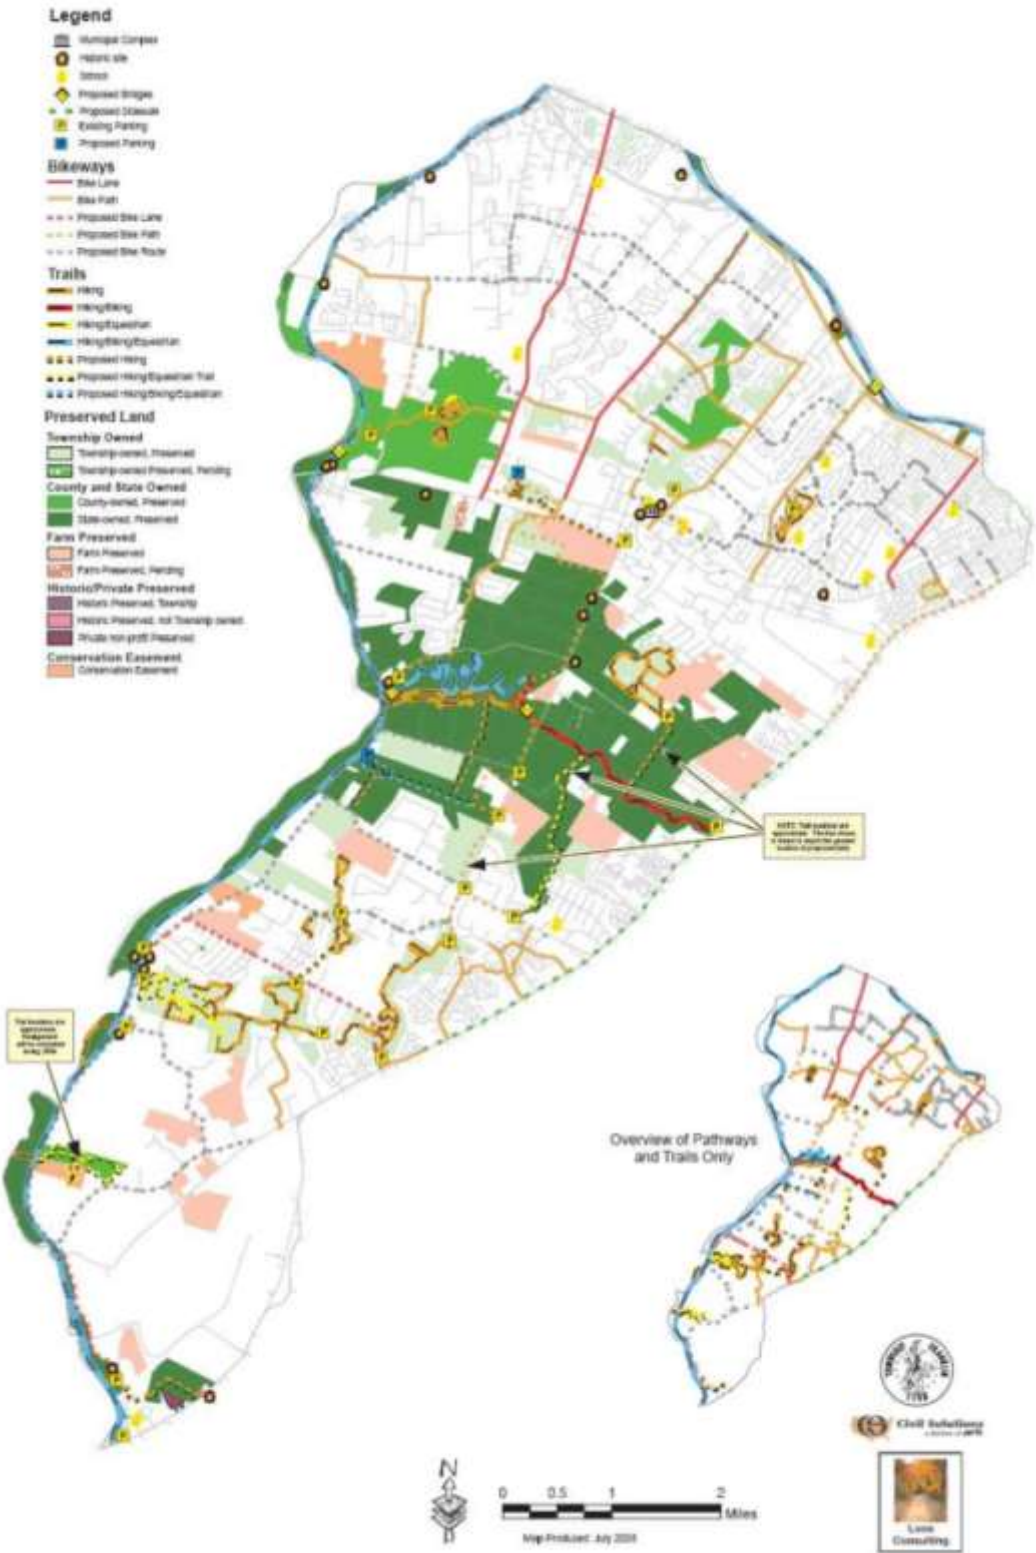 Legend
Municipal Complex
Historic site
School
Proposed Bridges
Proposed
Existing Parking
Proposed Parking
Bikeways
Bike Lane
Bike Path
Proposed Bike Lane
Proposed Bike Path
Proposed Bike Route
Trails
Hiking
Hiking/Biking
Hiking/Equestrian
Hiking/Biking/Equestrian
Proposed Hiking
Proposed Hiking/Equestrian Trail
Proposed Hiking/Biking/Equestrian
Preserved Land
Township Owned
Township-owned, Preserved
Township-owned Preserved, Pending
County and State Owned
County-owned, Preserved
State-owned, Preserved
Farm Preserved
Farm Preserved
Farm Preserved, Pending
Historic/Private Preserved
Historic Preserved, Township
Historic Preserved, not Township owned
Private non-profit Preserved
Conservation Easement
Conservation Easement
Overview of Pathways
and Trails Only
Civil Solutions
N
0 0.5 1 2
Miles
Map Produced: July
Consulting